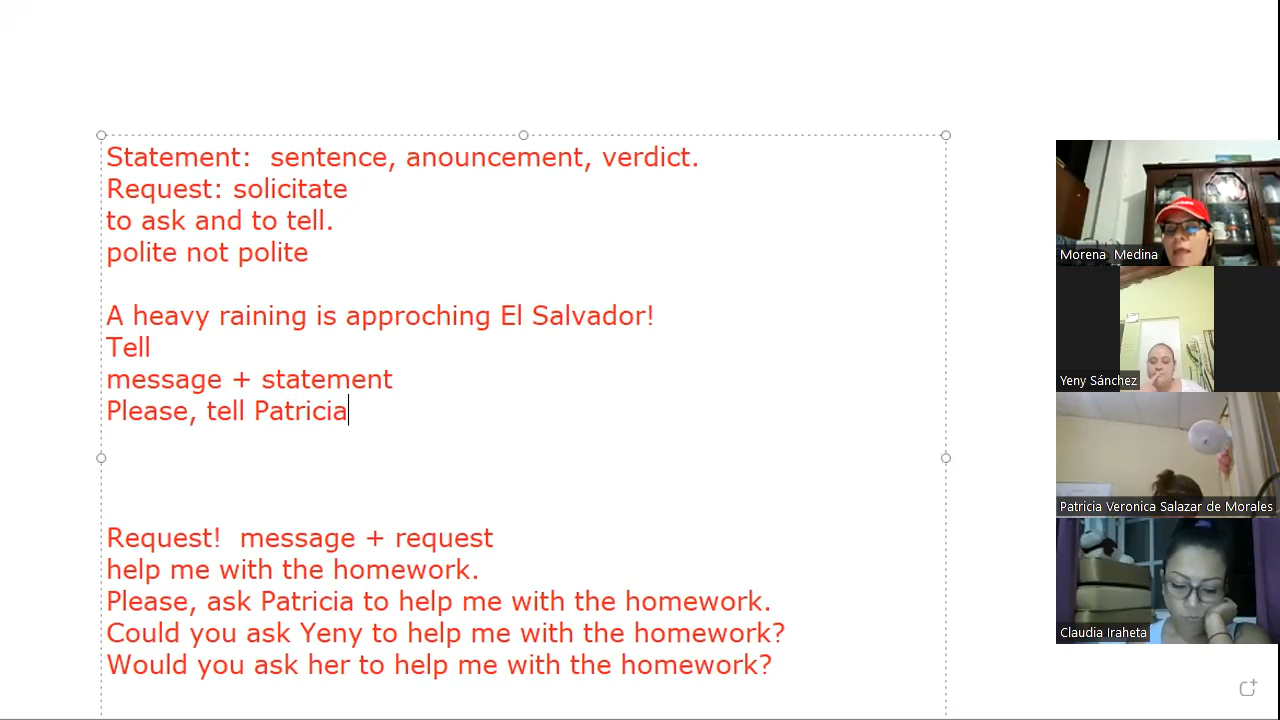 Statement:  sentence, anouncement, verdict.
Request: solicitate
to ask and to tell.
polite not polite
A heavy raining is approching El Salvador!
Tell
message + statement
Please, tell Patricia
Request!  message + request
help me with the homework.
Please, ask Patricia to help me with the homework.
Could you ask Yeny to help me with the homework?
Would you ask her to help me with the homework?
Morena  Medina
Yeny Sánchez
Patricia Veronica Salazar de Morales
Claudia Iraheta